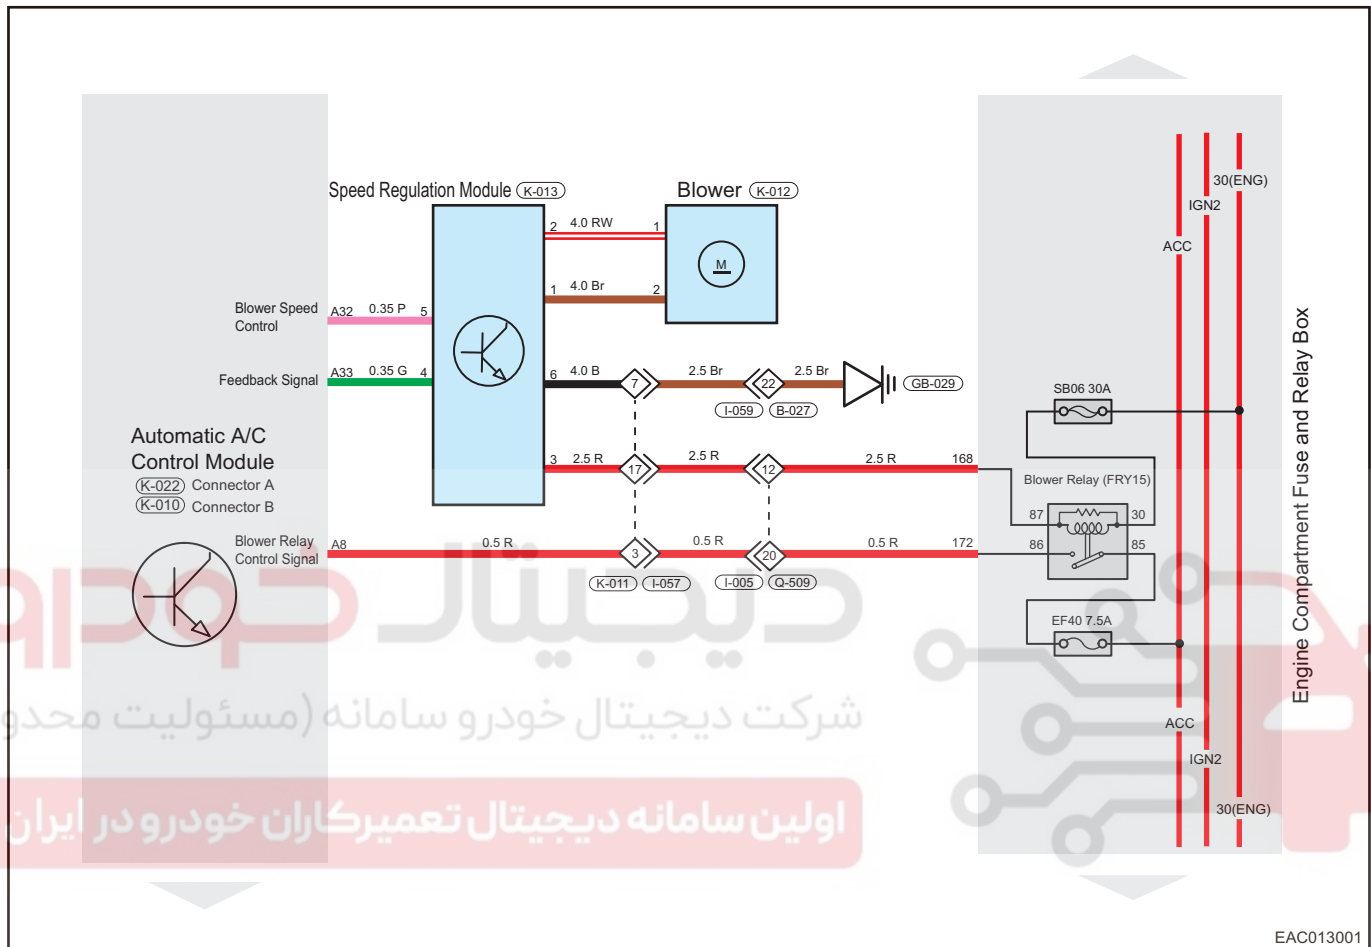 Speed Regulation Module K-013
Blower K-012
2 4.0 RW 1
1 4.0 Br 2
M
Blower Speed
Control
A32 0.35 P 5
Feedback Signal
A33 0.35 G 4
6 4.0 B 7 2.5 Br 22 2.5 Br GB-029
I-059 B-027
Automatic A/C
Control Module
K-022 Connector A
K-010 Connector B
3 2.5 R 17 2.5 R 12 2.5 R 168
Blower Relay
Control Signal
A8 0.5 R 3 0.5 R 20 0.5 R 172
K-011 I-057
I-005 Q-509
30(ENG)
IGN2
ACC
SB06 30A
Blower Relay (FRY15)
87 30
86 85
EF40 7.5A
ACC
IGN2
30(ENG)
Engine Compartment Fuse and Relay Box
دیجیتال خودرو
شرکت دیجیتال خودرو سامانه (مسئولیت محدو
اولین سامانه دیجیتال تعمیرکاران خودرو در ایران
EAC013001